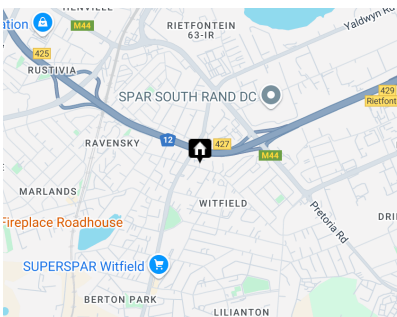 HENVILLE
M44
RIETFONTEIN
63-IR
Yaldwyn Rd
ation
425
RUSTIVIA
SPAR SOUTH RAND DC
429
Rietfont
12
427
RAVENSKY
M44
MARLANDS
WITFIELD
Pretoria Rd
DRI
Fireplace Roadhouse
SUPERSPAR Witfield
BERTON PARK
LILIANTON